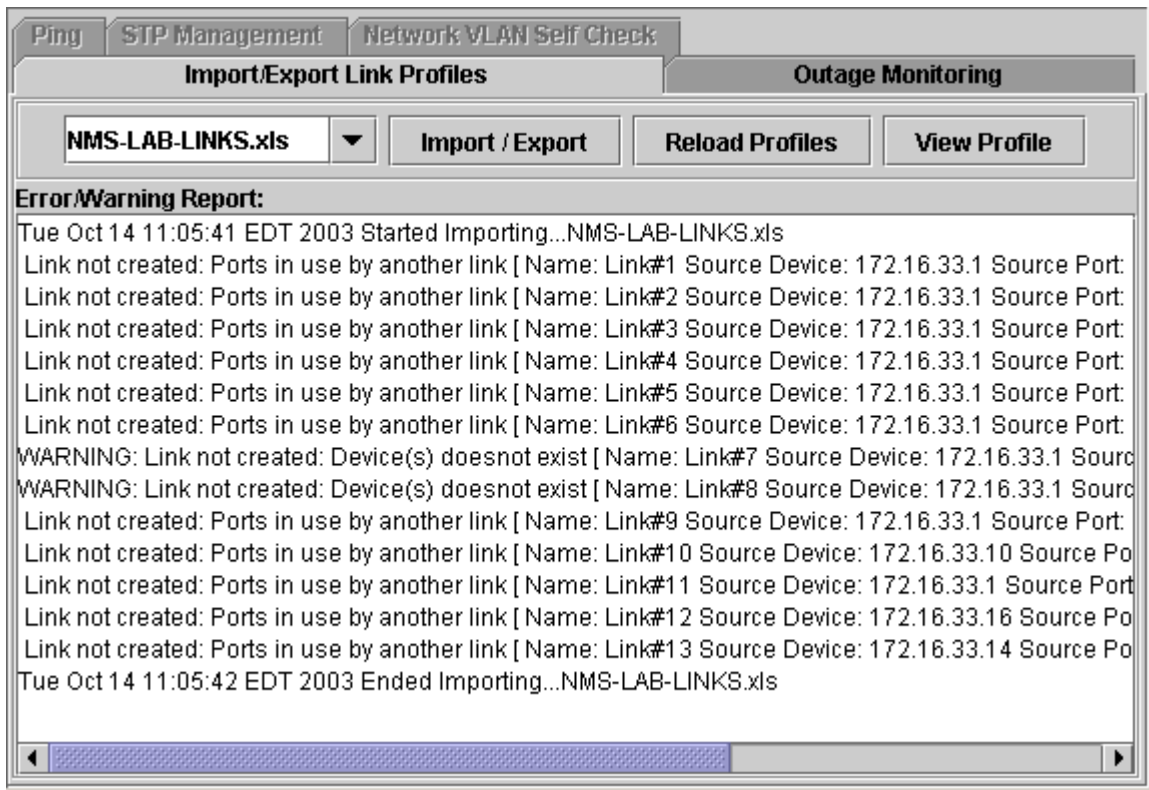 Ping STP Management Network VLAN Self Check
Import/Export Link Profiles Outage Monitoring
NMS-LAB-LINKS.xls Import / Export Reload Profiles View Profile
Error/Warning Report:
Tue Oct 14 11:05:41 EDT 2003 Started Importing...NMS-LAB-LINKS.xls
Link not created: Ports in use by another link [ Name: Link#1 Source Device: 172.16.33.1 Source Port:
Link not created: Ports in use by another link [ Name: Link#2 Source Device: 172.16.33.1 Source Port:
Link not created: Ports in use by another link [ Name: Link#3 Source Device: 172.16.33.1 Source Port:
Link not created: Ports in use by another link [ Name: Link#4 Source Device: 172.16.33.1 Source Port:
Link not created: Ports in use by another link [ Name: Link#5 Source Device: 172.16.33.1 Source Port:
Link not created: Ports in use by another link [ Name: Link#6 Source Device: 172.16.33.1 Source Port:
WARNING: Link not created: Device(s) doesnot exist [ Name: Link#7 Source Device: 172.16.33.1 Sourc
WARNING: Link not created: Device(s) doesnot exist [ Name: Link#8 Source Device: 172.16.33.1 Sourc
Link not created: Ports in use by another link [ Name: Link#9 Source Device: 172.16.33.1 Source Port:
Link not created: Ports in use by another link [ Name: Link#10 Source Device: 172.16.33.10 Source Po
Link not created: Ports in use by another link [ Name: Link#11 Source Device: 172.16.33.1 Source Port
Link not created: Ports in use by another link [ Name: Link#12 Source Device: 172.16.33.16 Source Po
Link not created: Ports in use by another link [ Name: Link#13 Source Device: 172.16.33.14 Source Po
Tue Oct 14 11:05:42 EDT 2003 Ended Importing...NMS-LAB-LINKS.xls